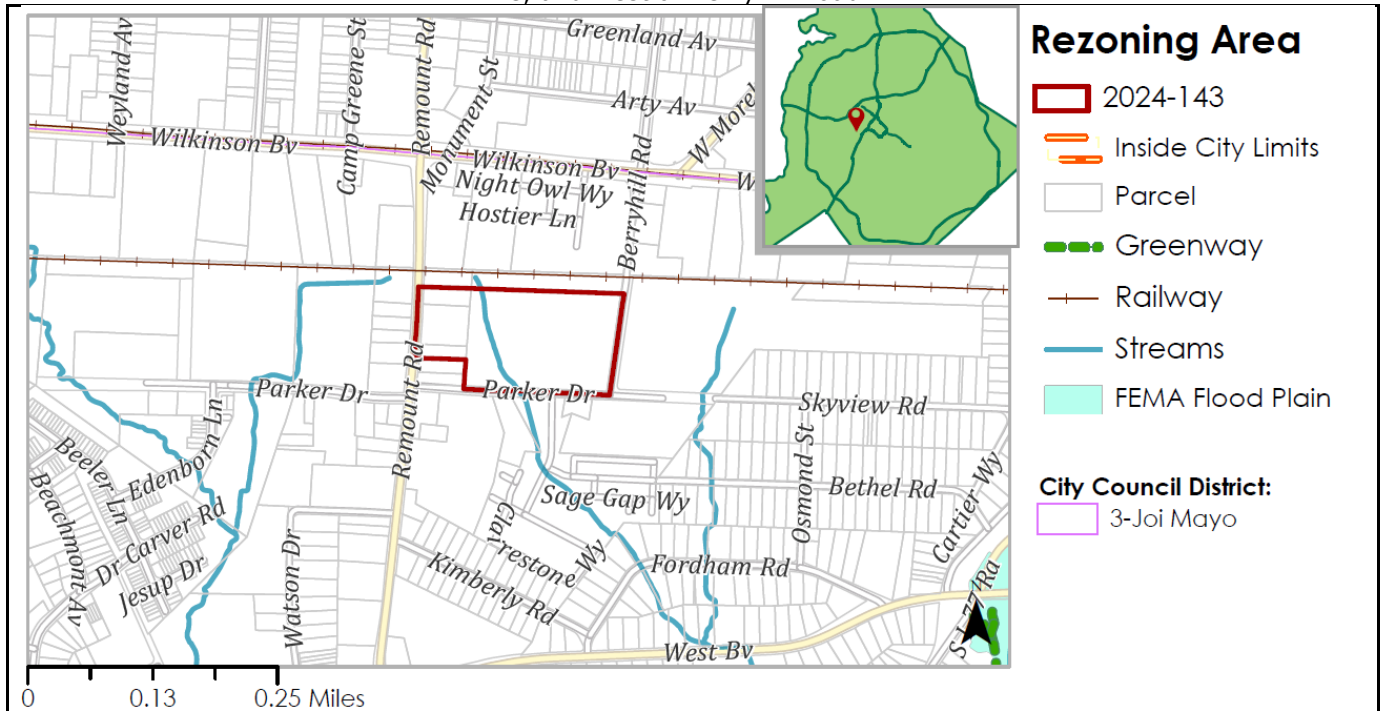 Greenland Av
Weyland Av
Camp Greene St
Remount Rd
Monument St
Arty Av
W Morel
Wilkinson Bv
Wilkinson Bv
W
Night Owl Wy
Hostier Ln
Berryhill Rd
Remount Rd
Parker Dr
Parker Dr
Skyview Rd
Edenborn Ln
Beeler Ln
Beachmont Av
Dr Carver Rd
Jesup Dr
Watson Dr
Remount Rd
Sage Gap Wy
Clarestone Wy
Kimberly Rd
Osmond St
Bethel Rd
Cartier Wy
Fordham Rd
West Bv
0
0.13
0.25 Miles
Rezoning Area
2024-143
Inside City Limits
Parcel
Greenway
Railway
Streams
FEMA Flood Plain
City Council District:
3-Joi Mayo